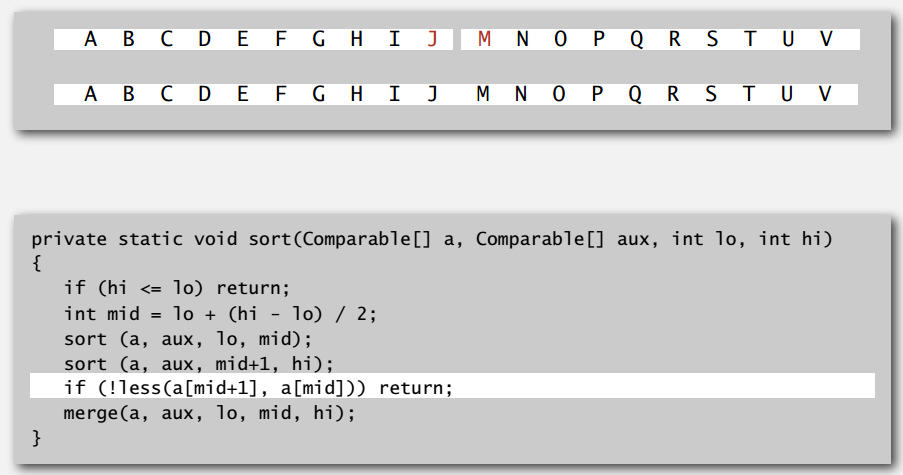 A B C D E F G H I J M N O P Q R S T U V
A B C D E F G H I J M N O P Q R S T U V
private static void sort(Comparable[] a, Comparable[] aux, int lo, int hi)
{
   if (hi <= lo) return;
   int mid = lo + (hi - lo) / 2;
   sort (a, aux, lo, mid);
   sort (a, aux, mid+1, hi);
   if (!less(a[mid+1], a[mid])) return;
   merge(a, aux, lo, mid, hi);
}